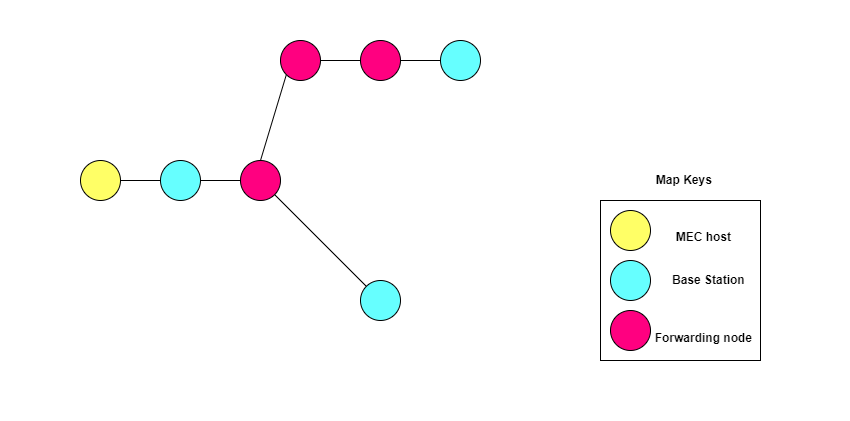 Map Keys
MEC host
Base Station
Forwarding node